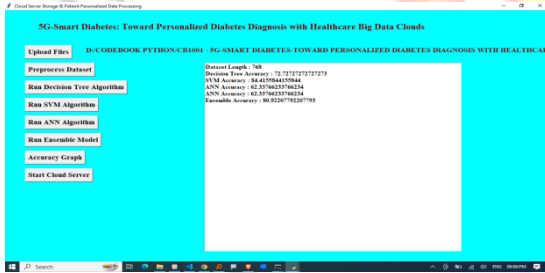 Cloud Server Storage & Patient Personalized Data Processing
5G-Smart Diabetes: Toward Personalized Diabetes Diagnosis with Healthcare Big Data Clouds
Upload Files
D:/CODEBOOK PYTHON/CB1001 - 5G-SMART DIABETES-TOWARD PERSONALIZED DIABETES DIAGNOSIS WITH HEALTHCA
Preprocess Dataset
Dataset Length : 768
Decision Tree Accuracy : 72.72727272727273
SVM Accuracy : 84.4155844155844
ANN Accuracy : 62.33766233766234
ANN Accuracy : 62.33766233766234
Ensemble Accuracy : 80.92207792207793
Run Decision Tree Algorithm
Run SVM Algorithm
Run ANN Algorithm
Run Ensemble Model
Accuracy Graph
Start Cloud Server
Search
ENG